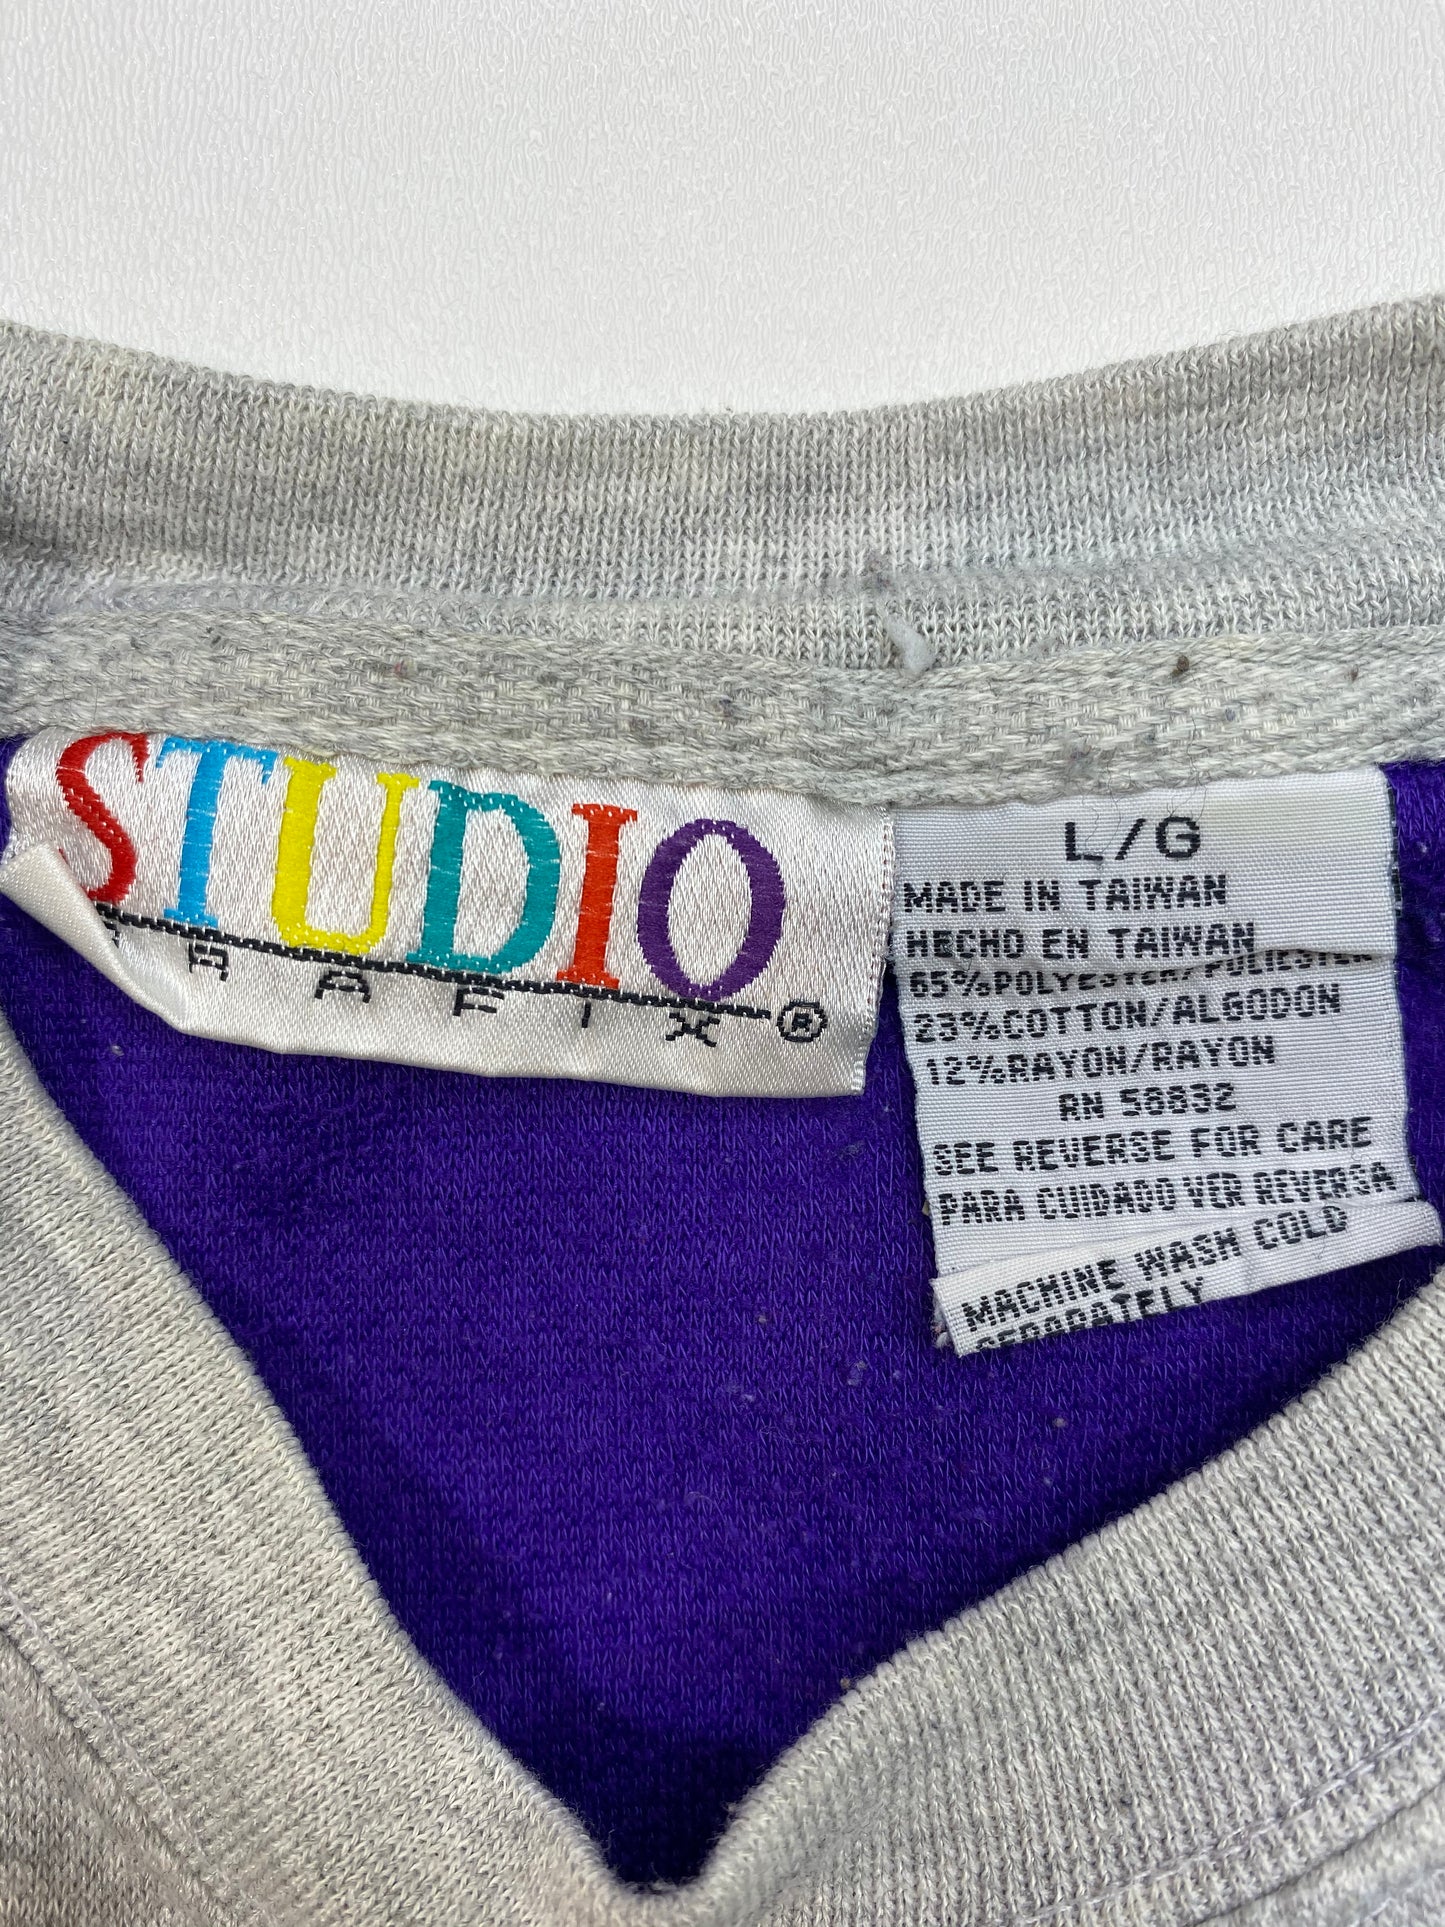 STUDIO
GRAFIX ®
L/G
MADE IN TAIWAN
HECHO EN TAIWAN
65%POLYESTER/POLIESTER
23%COTTON/ALGODON
12%RAYON/RAYON
RN 58832
SEE REVERSE FOR CARE
PARA CUIDADO VER REVERSA
MACHINE WASH COLD
SEPARATELY